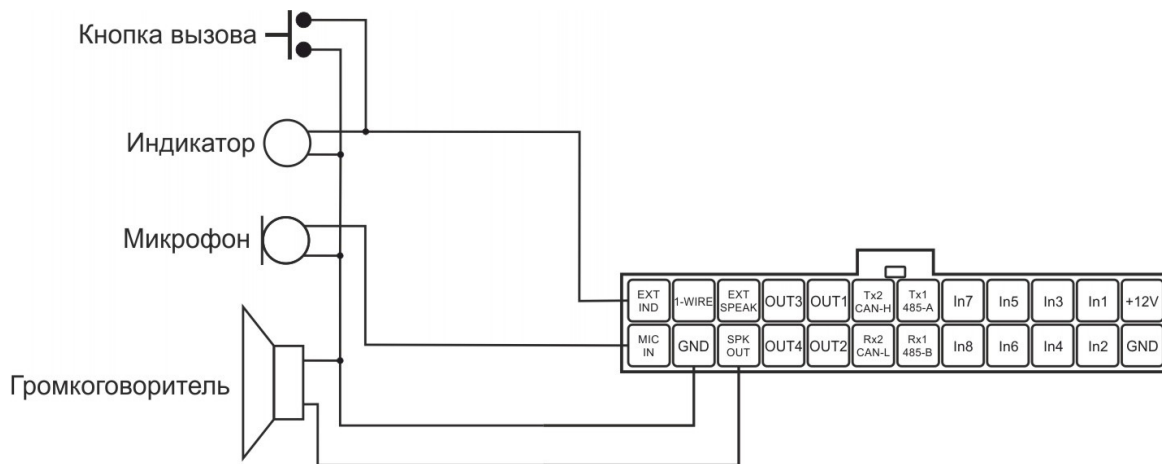 Кнопка вызова
Индикатор
Микрофон
Громкоговоритель
EXT IND
1-WIRE
EXT SPEAK
OUT3
OUT1
Tx2 CAN-H
Tx1 485-A
In7
In5
In3
In1
+12V
MIC IN
GND
SPK OUT
OUT4
OUT2
Rx2 CAN-L
Rx1 485-B
In8
In6
In4
In2
GND